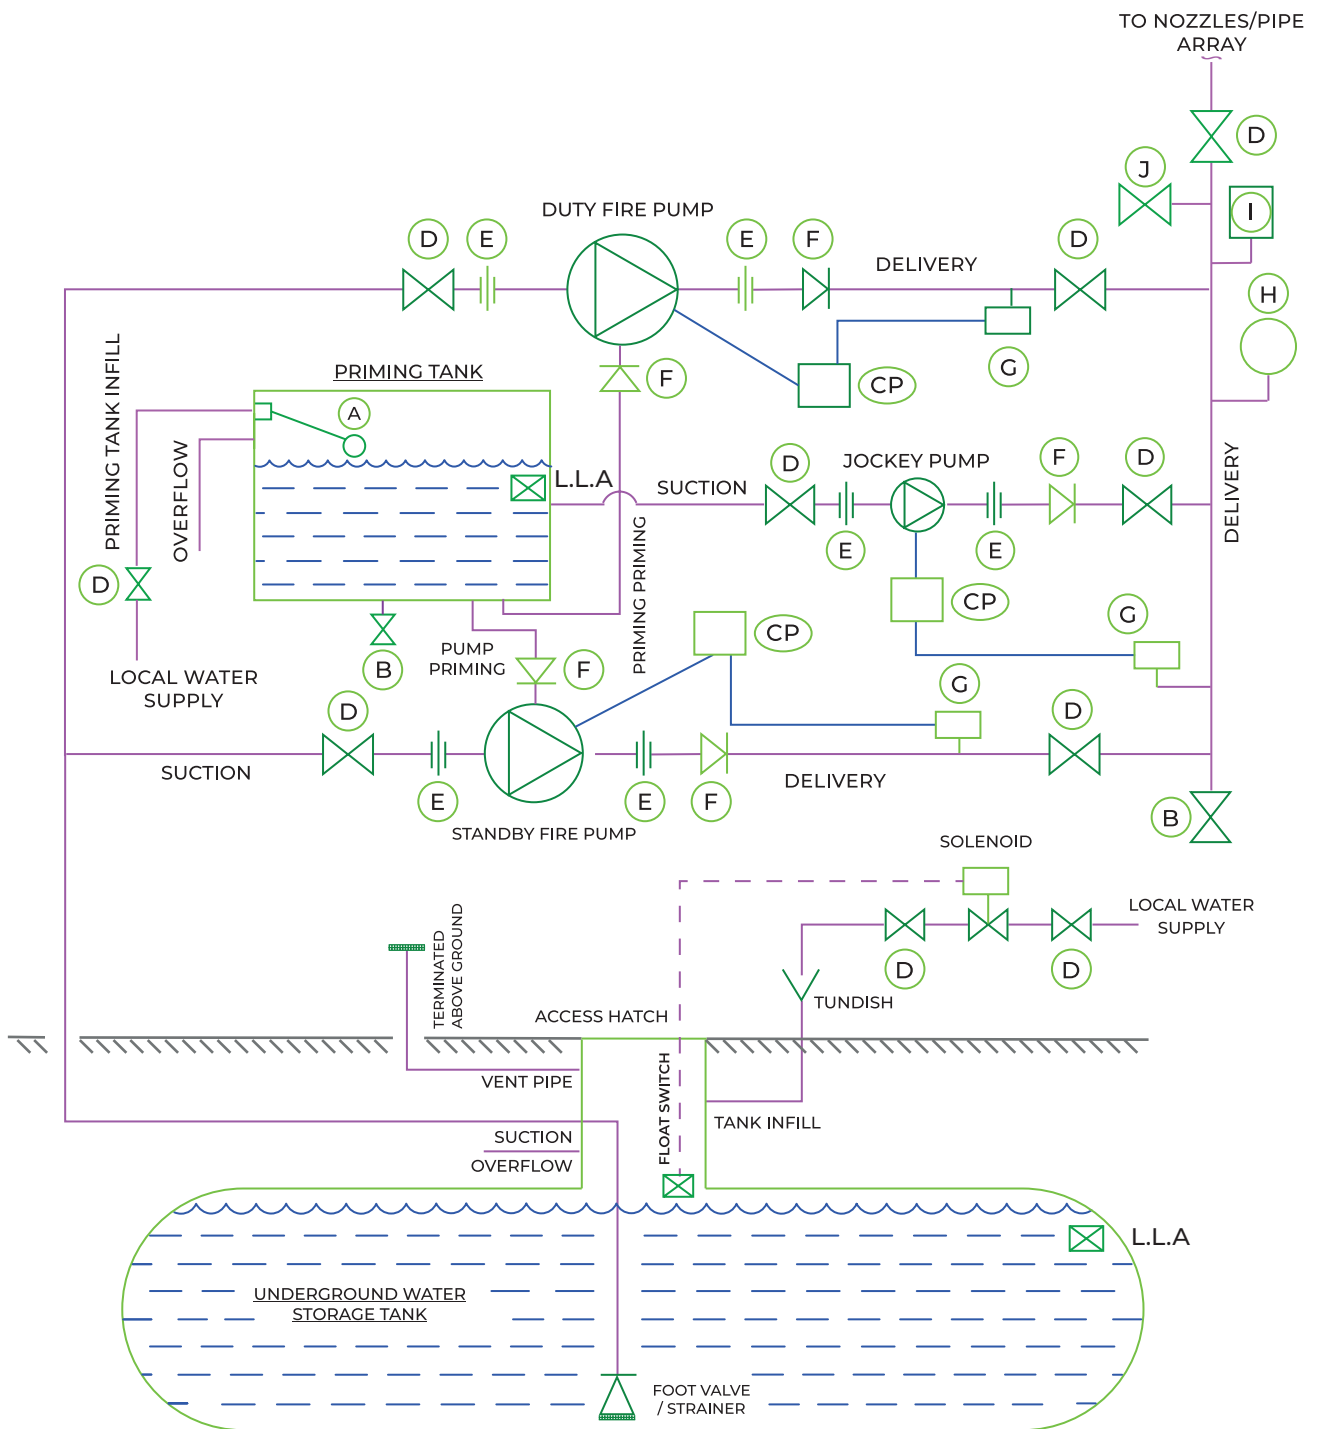 TO NOZZLES/PIPE
ARRAY
D
J
I
DUTY FIRE PUMP
D
E
E
F
DELIVERY
D
H
PRIMING TANK INFILL
PRIMING TANK
F
CP
G
A
OVERFLOW
L.L.A
SUCTION
D
JOCKEY PUMP
F
D
DELIVERY
E
E
D
PRIMING PRIMING
CP
G
LOCAL WATER
SUPPLY
B
PUMP
PRIMING
F
CP
G
D
D
SUCTION
E
E
F
DELIVERY
STANDBY FIRE PUMP
B
SOLENOID
LOCAL WATER
SUPPLY
TERMINATED
ABOVE GROUND
D
D
TUNDISH
ACCESS HATCH
VENT PIPE
FLOAT SWITCH
TANK INFILL
SUCTION
OVERFLOW
L.L.A
UNDERGROUND WATER
STORAGE TANK
FOOT VALVE
/ STRAINER